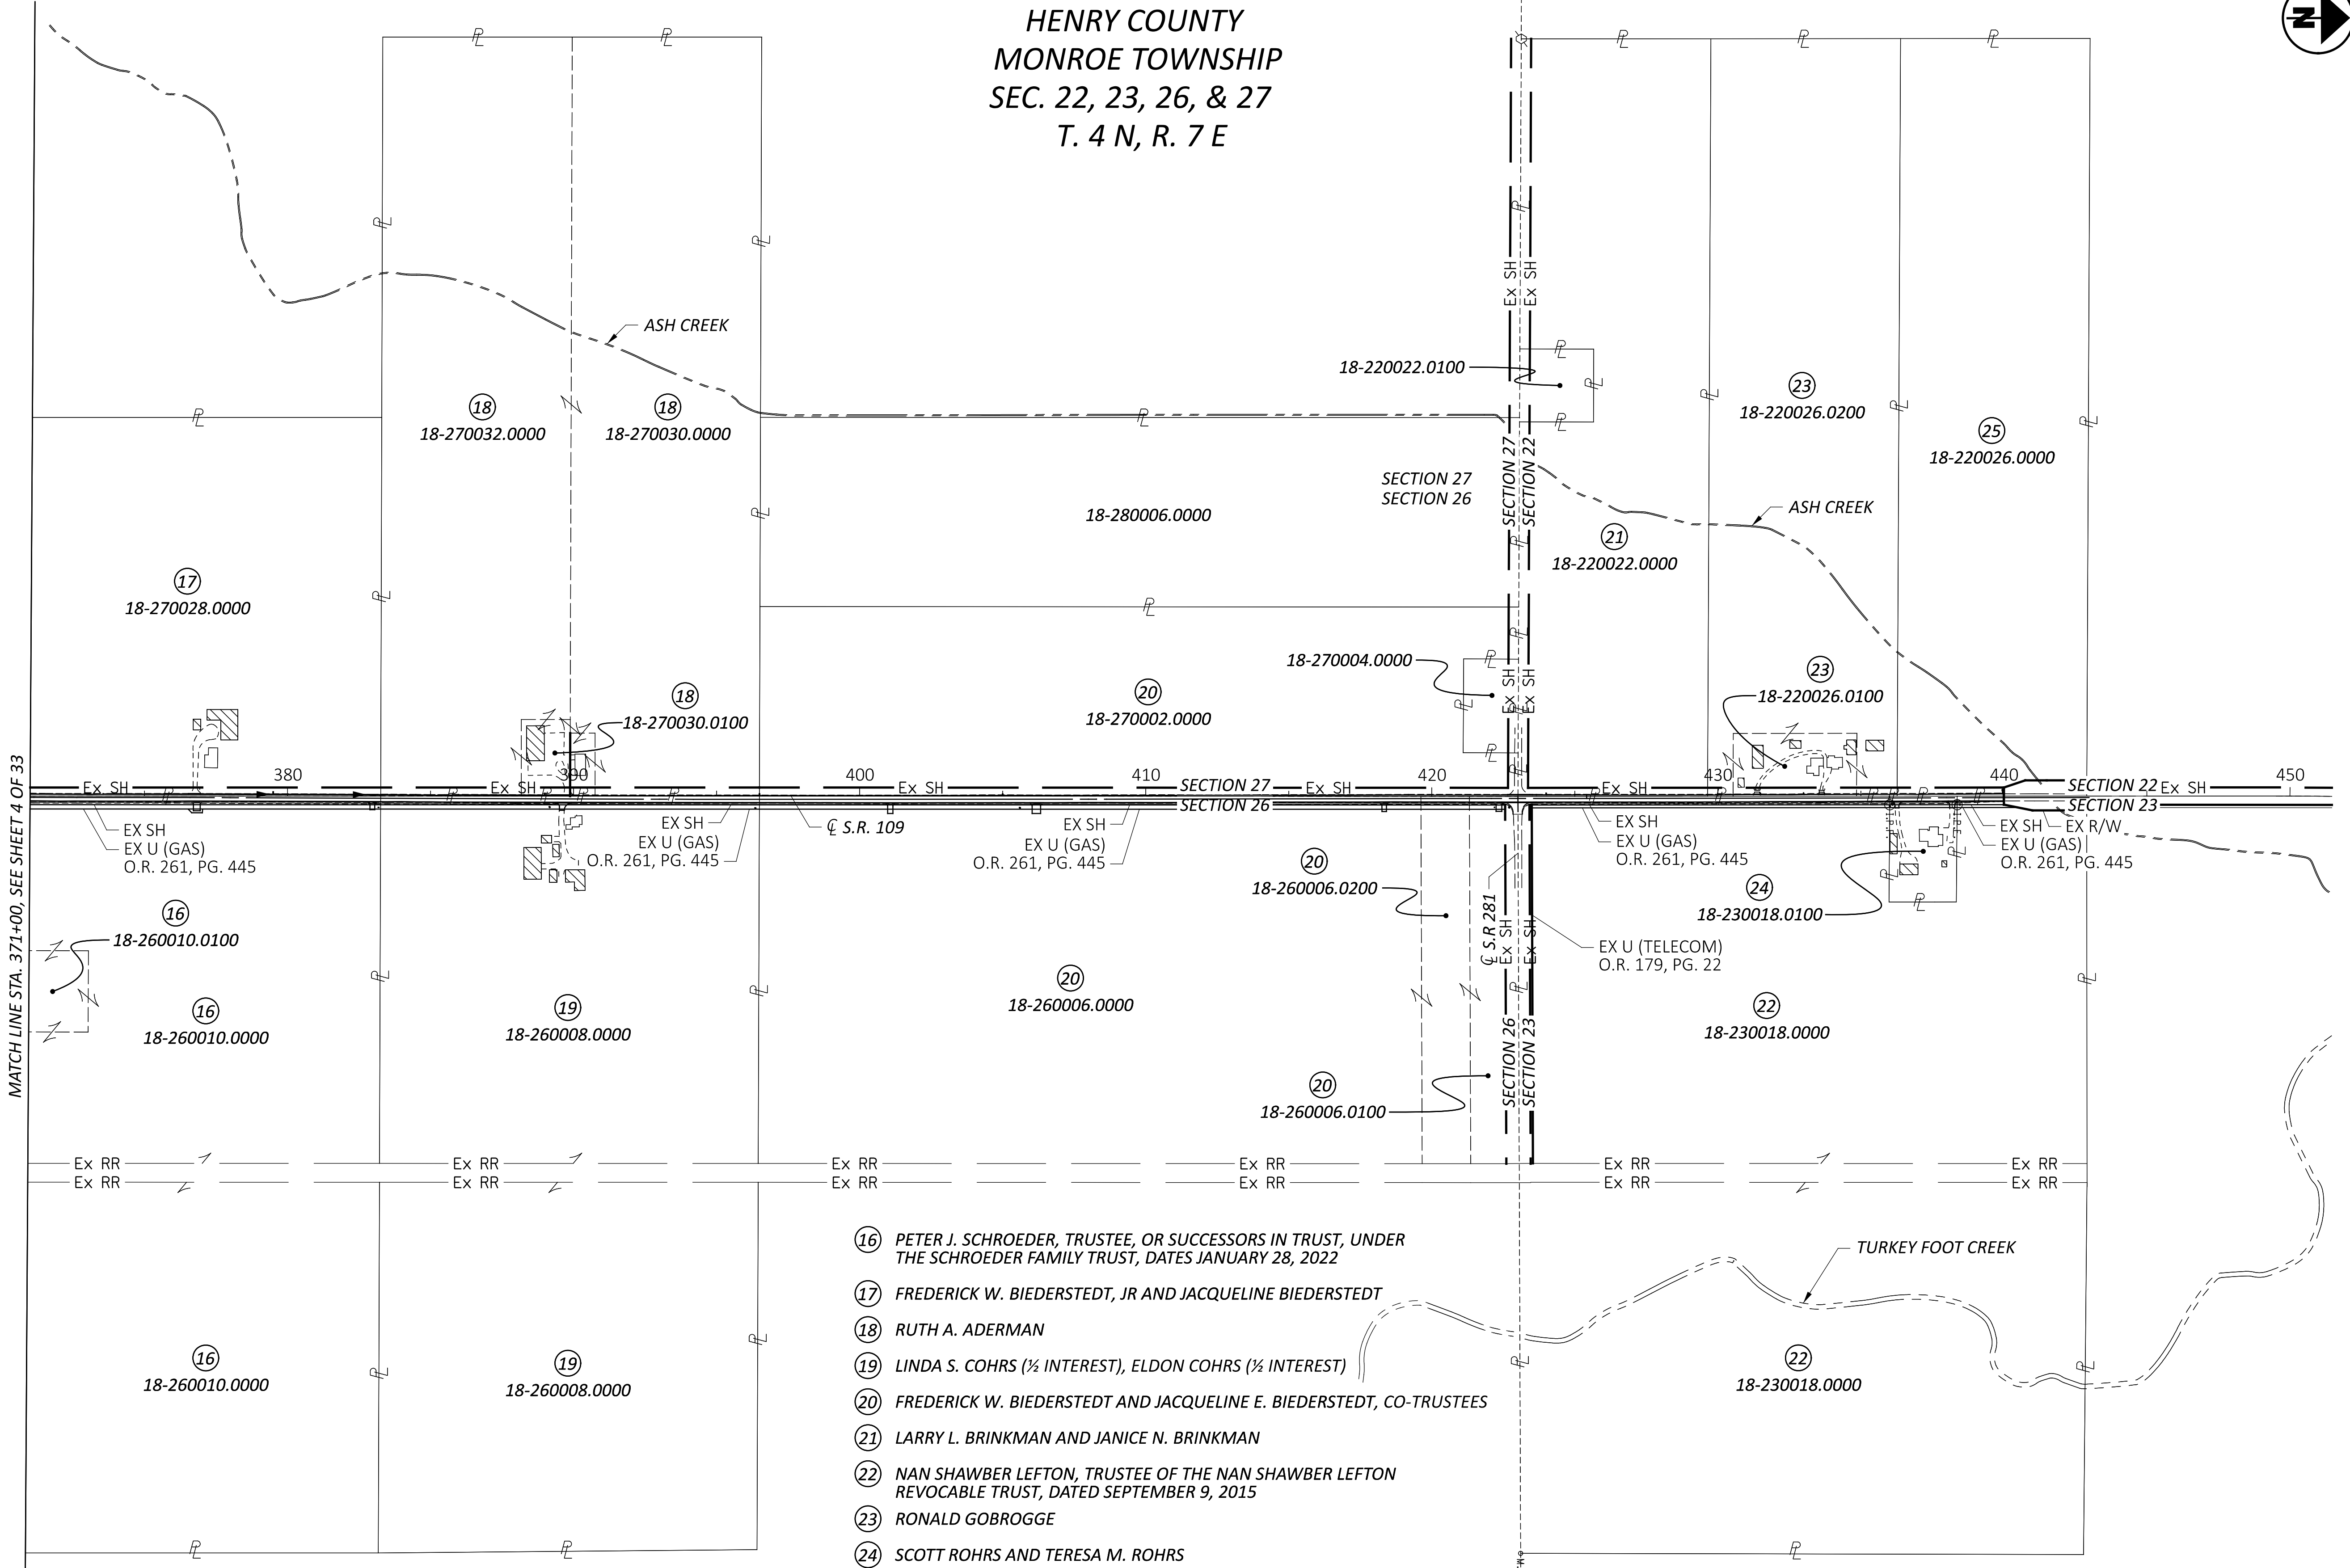 HENRY COUNTY
MONROE TOWNSHIP
SEC. 22, 23, 26, & 27
T. 4 N, R. 7 E
N
ASH CREEK
18-220022.0100
23
18-220026.0200
18
18-270032.0000
18
18-270030.0000
25
18-220026.0000
Ex SH
Ex SH
SECTION 27
SECTION 22
SECTION 27
SECTION 26
18-280006.0000
ASH CREEK
21
18-220022.0000
17
18-270028.0000
18-270004.0000
23
18-220026.0100
20
18-270002.0000
18
18-270030.0100
Ex SH
Ex SH
380
390
400
410
420
430
440
450
Ex SH
Ex SH
Ex SH
SECTION 27
Ex SH
Ex SH
SECTION 22
Ex SH
SECTION 26
SECTION 23
EX SH
EX U (GAS)
O.R. 261, PG. 445
EX SH
EX U (GAS)
O.R. 261, PG. 445
℄ S.R. 109
EX SH
EX U (GAS)
O.R. 261, PG. 445
EX SH
EX U (GAS)
O.R. 261, PG. 445
EX SH
EX R/W
EX U (GAS)
O.R. 261, PG. 445
MATCH LINE STA. 371+00, SEE SHEET 4 OF 33
16
18-260010.0100
20
18-260006.0200
℄ S.R 281
Ex SH
Ex SH
24
18-230018.0100
EX U (TELECOM)
O.R. 179, PG. 22
16
18-260010.0000
19
18-260008.0000
20
18-260006.0000
22
18-230018.0000
SECTION 26
SECTION 23
20
18-260006.0100
Ex RR
Ex RR
Ex RR
Ex RR
Ex RR
Ex RR
Ex RR
Ex RR
Ex RR
Ex RR
Ex RR
Ex RR
TURKEY FOOT CREEK
16
18-260010.0000
19
18-260008.0000
22
18-230018.0000
16 PETER J. SCHROEDER, TRUSTEE, OR SUCCESSORS IN TRUST, UNDER
THE SCHROEDER FAMILY TRUST, DATES JANUARY 28, 2022
17 FREDERICK W. BIEDERSTEDT, JR AND JACQUELINE BIEDERSTEDT
18 RUTH A. ADERMAN
19 LINDA S. COHRS (½ INTEREST), ELDON COHRS (½ INTEREST)
20 FREDERICK W. BIEDERSTEDT AND JACQUELINE E. BIEDERSTEDT, CO-TRUSTEES
21 LARRY L. BRINKMAN AND JANICE N. BRINKMAN
22 NAN SHAWBER LEFTON, TRUSTEE OF THE NAN SHAWBER LEFTON
REVOCABLE TRUST, DATED SEPTEMBER 9, 2015
23 RONALD GOBROGGE
24 SCOTT ROHRS AND TERESA M. ROHRS